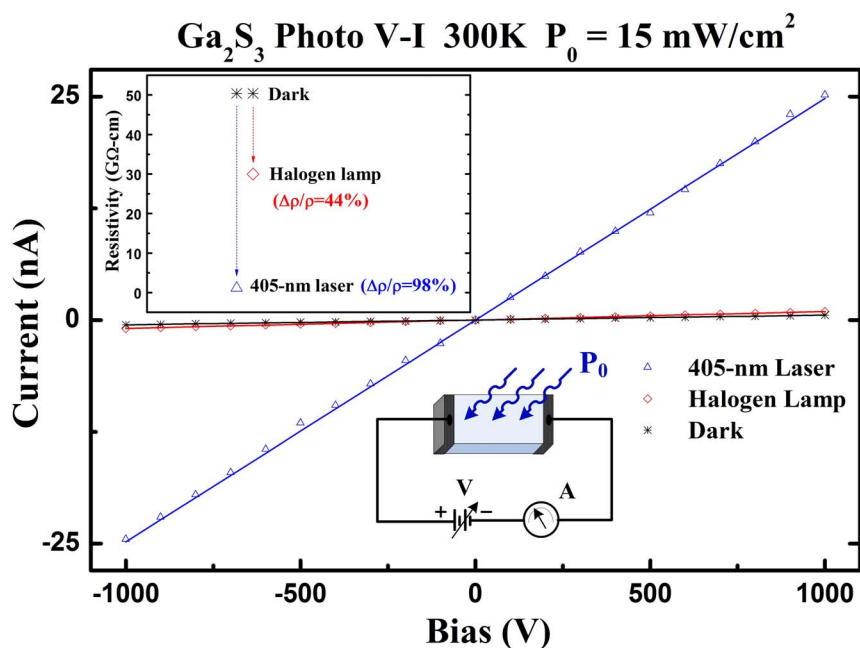 Ga₂S₃ Photo V-I 300K P₀ = 15 mW/cm²
Current (nA)
25
0
-25
Resistivity (GΩ-cm)
50
40
30
20
10
0
Dark
Halogen lamp
(Δρ/ρ=44%)
405-nm laser (Δρ/ρ=98%)
P₀
405-nm Laser
Halogen Lamp
Dark
V
A
+
−
-1000
-500
0
500
1000
Bias (V)